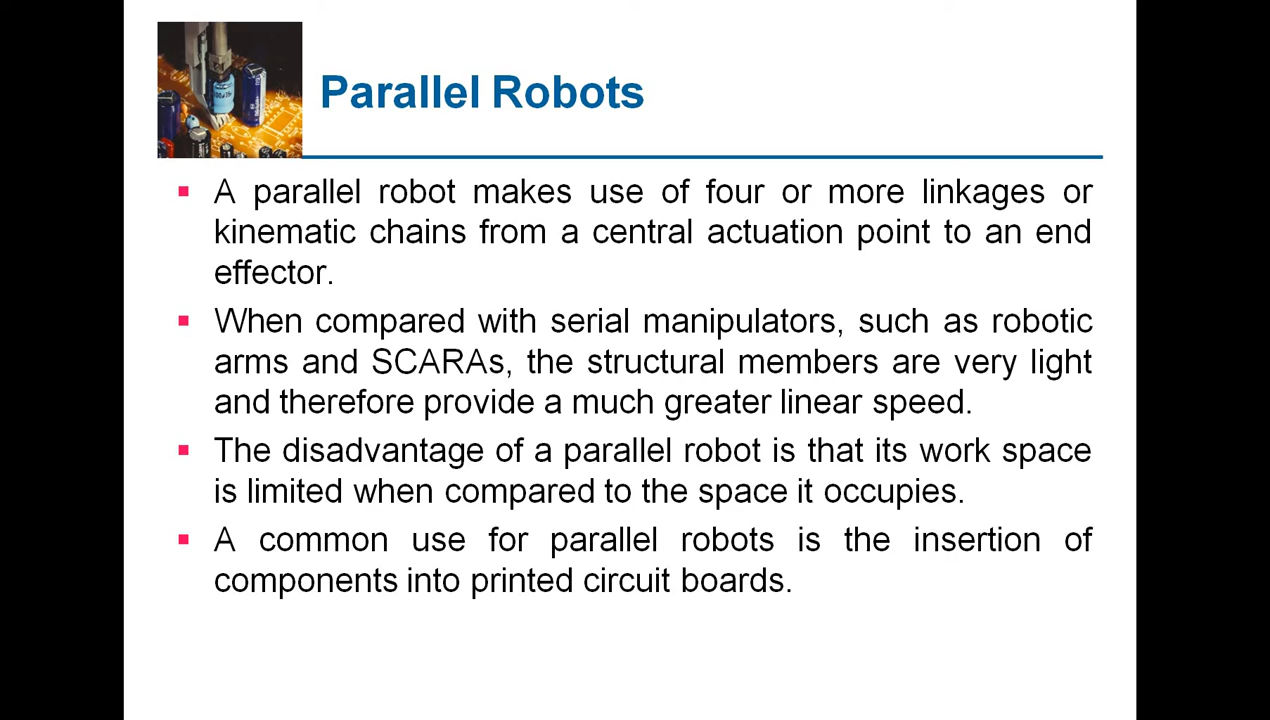 Parallel Robots
A parallel robot makes use of four or more linkages or
kinematic chains from a central actuation point to an end
effector.
When compared with serial manipulators, such as robotic
arms and SCARAs, the structural members are very light
and therefore provide a much greater linear speed.
The disadvantage of a parallel robot is that its work space
is limited when compared to the space it occupies.
A common use for parallel robots is the insertion of
components into printed circuit boards.